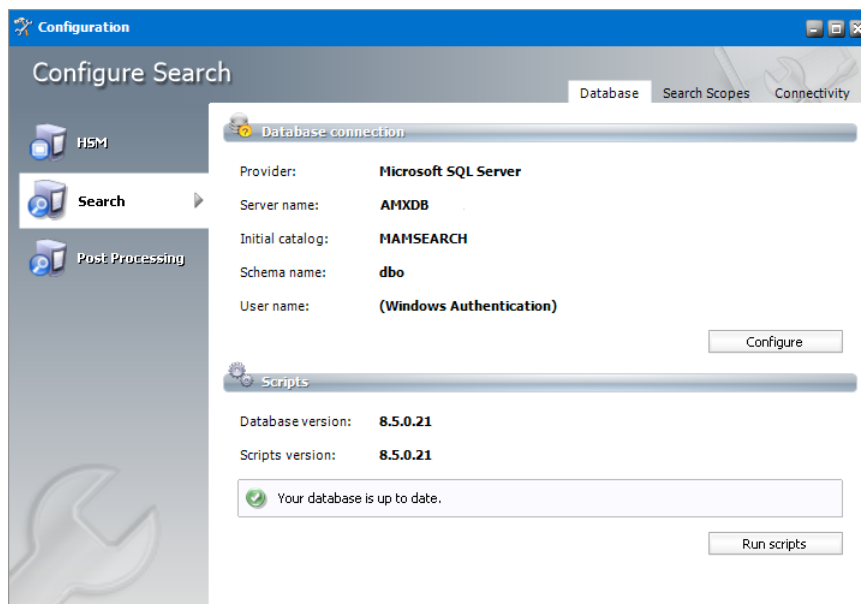 Configuration
Configure Search
Database Search Scopes Connectivity
HSM
Search
Post Processing
Database connection
Provider: Microsoft SQL Server
Server name: AMXDB
Initial catalog: MAMSEARCH
Schema name: dbo
User name: (Windows Authentication)
Configure
Scripts
Database version: 8.5.0.21
Scripts version: 8.5.0.21
Your database is up to date.
Run scripts